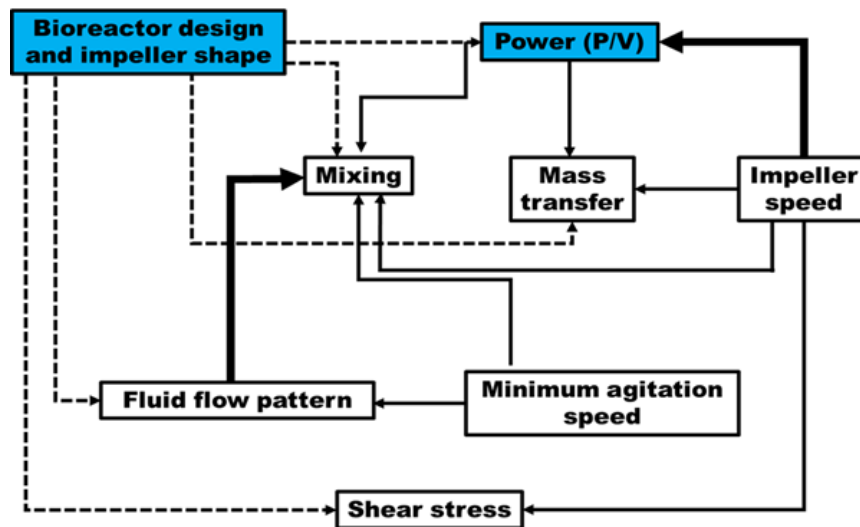 Bioreactor design
and impeller shape
Power (P/V)
Mixing
Mass
transfer
Impeller
speed
Fluid flow pattern
Minimum agitation
speed
Shear stress